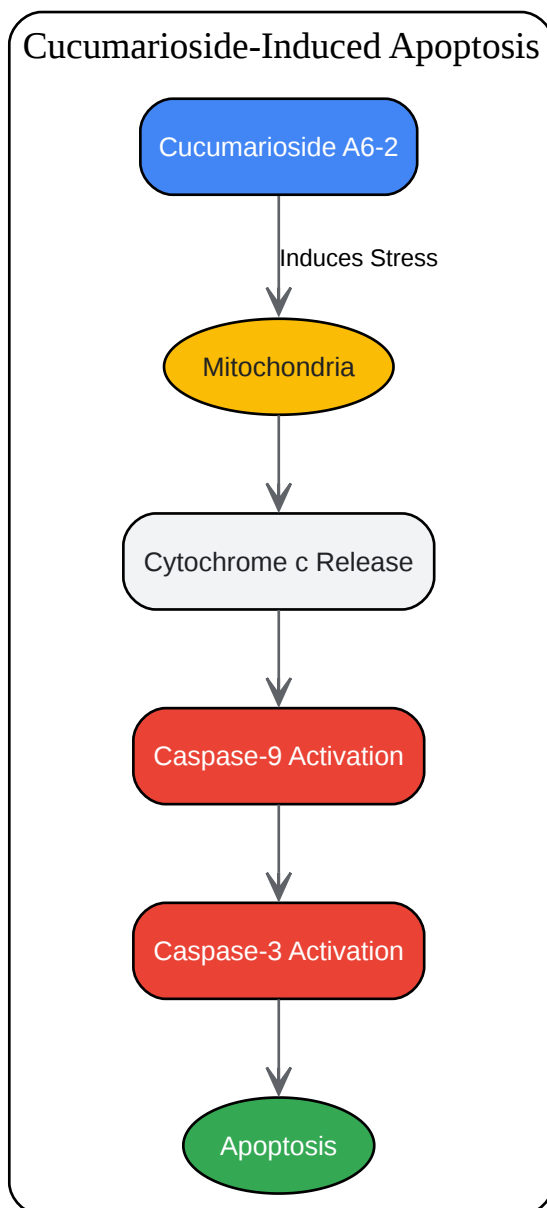 Cucumarioside-Induced Apoptosis
Cucumarioside A6-2
Induces Stress
Mitochondria
Cytochrome c Release
Caspase-9 Activation
Caspase-3 Activation
Apoptosis